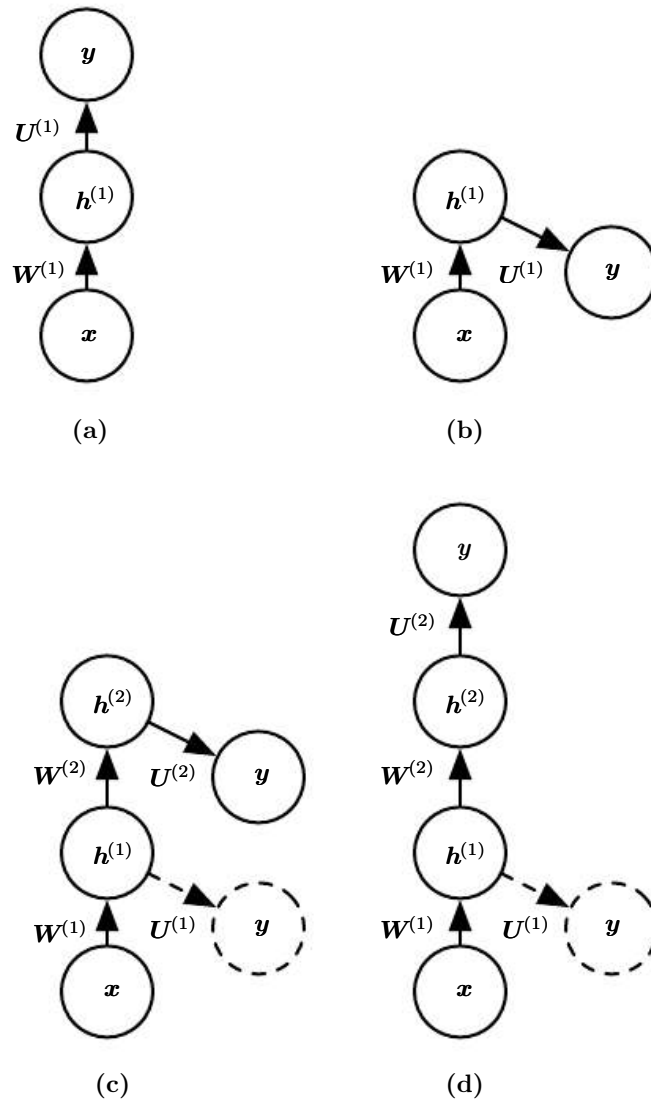 y
U^(1)
h^(1)
W^(1)
x
(a)
h^(1)
W^(1)
U^(1)
y
x
(b)
h^(2)
W^(2)
U^(2)
y
h^(1)
W^(1)
U^(1)
y
x
(c)
y
U^(2)
h^(2)
W^(2)
h^(1)
W^(1)
U^(1)
y
x
(d)